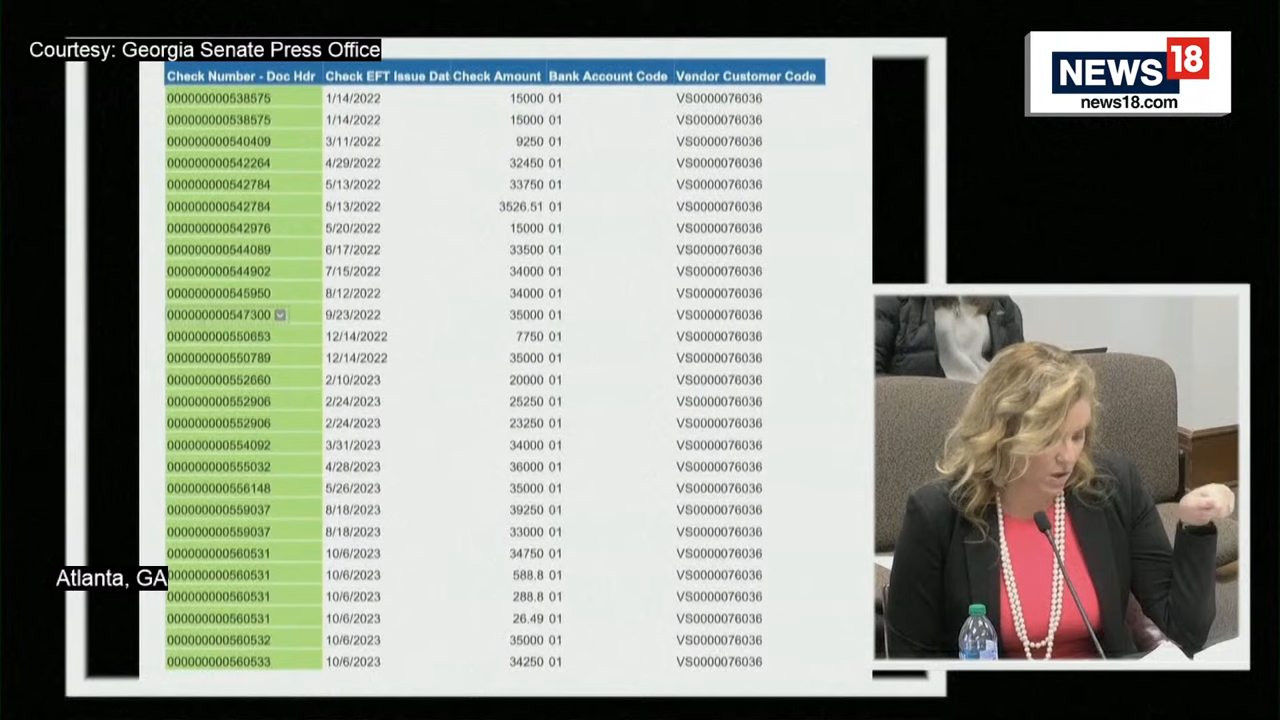 Courtesy: Georgia Senate Press Office
NEWS 18
news18.com
Check Number - Doc Hdr Check EFT Issue Dat Check Amount Bank Account Code Vendor Customer Code
000000000538575 1/14/2022 15000 01 VS0000076036
000000000538575 1/14/2022 15000 01 VS0000076036
000000000540409 3/11/2022 9250 01 VS0000076036
000000000542264 4/29/2022 32450 01 VS0000076036
000000000542784 5/13/2022 33750 01 VS0000076036
000000000542784 5/13/2022 3526.51 01 VS0000076036
000000000542976 5/20/2022 15000 01 VS0000076036
000000000544089 6/17/2022 33500 01 VS0000076036
000000000544902 7/15/2022 34000 01 VS0000076036
000000000545950 8/12/2022 34000 01 VS0000076036
000000000547300 9/23/2022 35000 01 VS0000076036
000000000550653 12/14/2022 7750 01 VS0000076036
000000000550789 12/14/2022 35000 01 VS0000076036
000000000552660 2/10/2023 20000 01 VS0000076036
000000000552906 2/24/2023 25250 01 VS0000076036
000000000552906 2/24/2023 23250 01 VS0000076036
000000000554092 3/31/2023 34000 01 VS0000076036
000000000555032 4/28/2023 36000 01 VS0000076036
000000000556148 5/26/2023 35000 01 VS0000076036
000000000559037 8/18/2023 39250 01 VS0000076036
000000000559037 8/18/2023 33000 01 VS0000076036
000000000560531 10/6/2023 34750 01 VS0000076036
Atlanta, GA
000000000560531 10/6/2023 588.8 01 VS0000076036
000000000560531 10/6/2023 288.8 01 VS0000076036
000000000560531 10/6/2023 26.49 01 VS0000076036
000000000560532 10/6/2023 35000 01 VS0000076036
000000000560533 10/6/2023 34250 01 VS0000076036